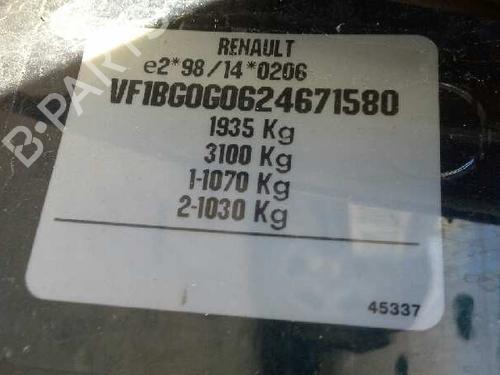 RENAULT
e2*98/14*0206
VF1BG0G0624671580
1935 Kg
3100 Kg
1-1070 Kg
2-1030 Kg
45337
B-PARTS